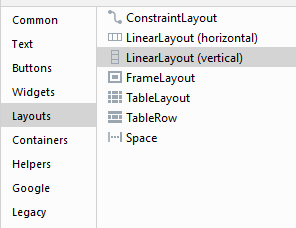 Common
Text
Buttons
Widgets
Layouts
Containers
Helpers
Google
Legacy
ConstraintLayout
LinearLayout (horizontal)
LinearLayout (vertical)
FrameLayout
TableLayout
TableRow
Space